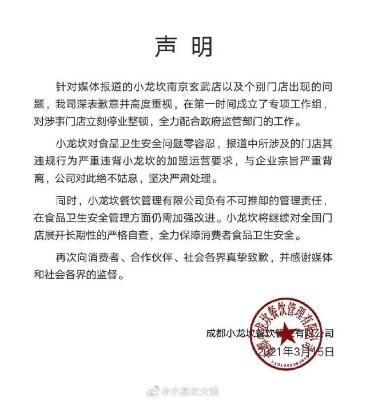 声 明
针对媒体报道的小龙坎南京玄武店以及个别门店出现的问
题，我司深表歉意并高度重视，在第一时间成立了专项工作组，
对涉事门店立刻停业整顿，全力配合政府监管部门的工作。
小龙坎对食品卫生安全问题零容忍，报道中所涉及的门店其
违规行为严重违背小龙坎的加盟运营要求，与企业宗旨严重背
离，公司对此绝不姑息，坚决严肃处理。
同时，小龙坎餐饮管理有限公司负有不可推卸的管理责任，
在食品卫生安全管理方面仍需加强改进。小龙坎将继续对全国门
店展开长期性的严格自查，全力保障消费者食品卫生安全。
再次向消费者、合作伙伴、社会各界真挚致歉，并感谢媒体
和社会各界的监督。
成都小龙坎餐饮管理有限公司
2021年3月15日
@小龙坎火锅